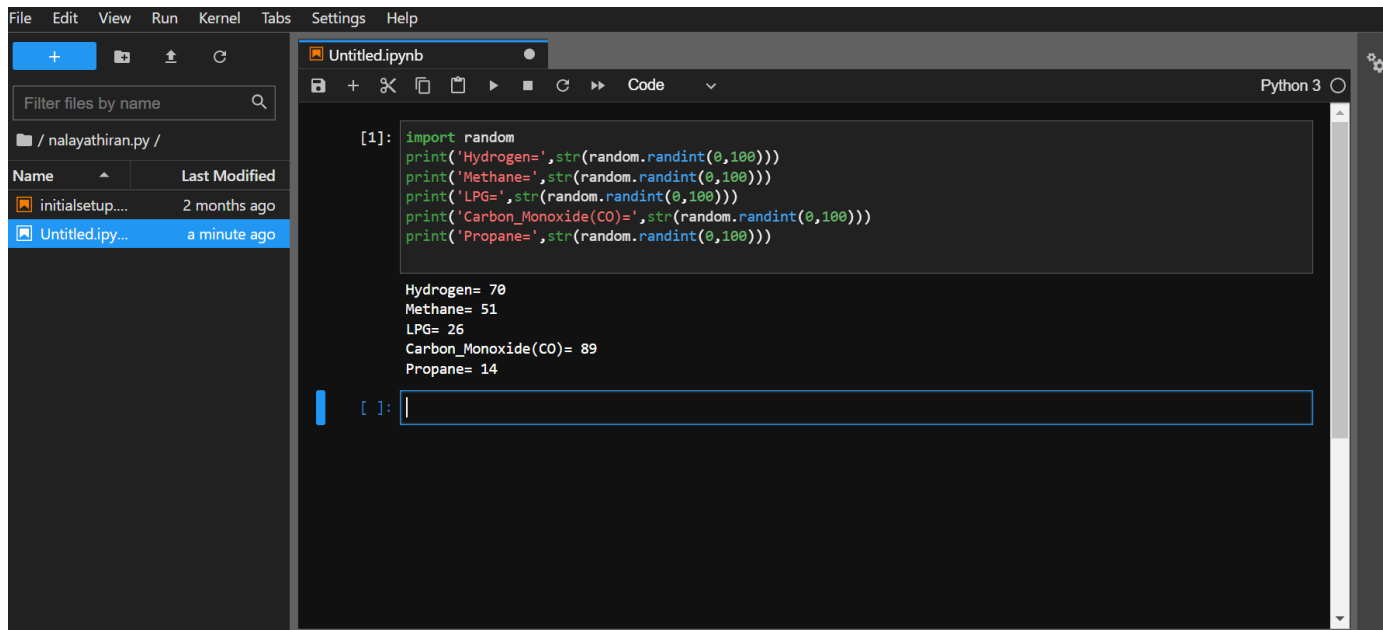 File Edit View Run Kernel Tabs Settings Help
+
Filter files by name
/ nalayathiran.py /
Name Last Modified
initialsetup.... 2 months ago
Untitled.ipy... a minute ago
Untitled.ipynb
Code
Python 3
[1]: import random
print('Hydrogen=',str(random.randint(0,100)))
print('Methane=',str(random.randint(0,100)))
print('LPG=',str(random.randint(0,100)))
print('Carbon_Monoxide(CO)=',str(random.randint(0,100)))
print('Propane=',str(random.randint(0,100)))
Hydrogen= 70
Methane= 51
LPG= 26
Carbon_Monoxide(CO)= 89
Propane= 14
[ ]: